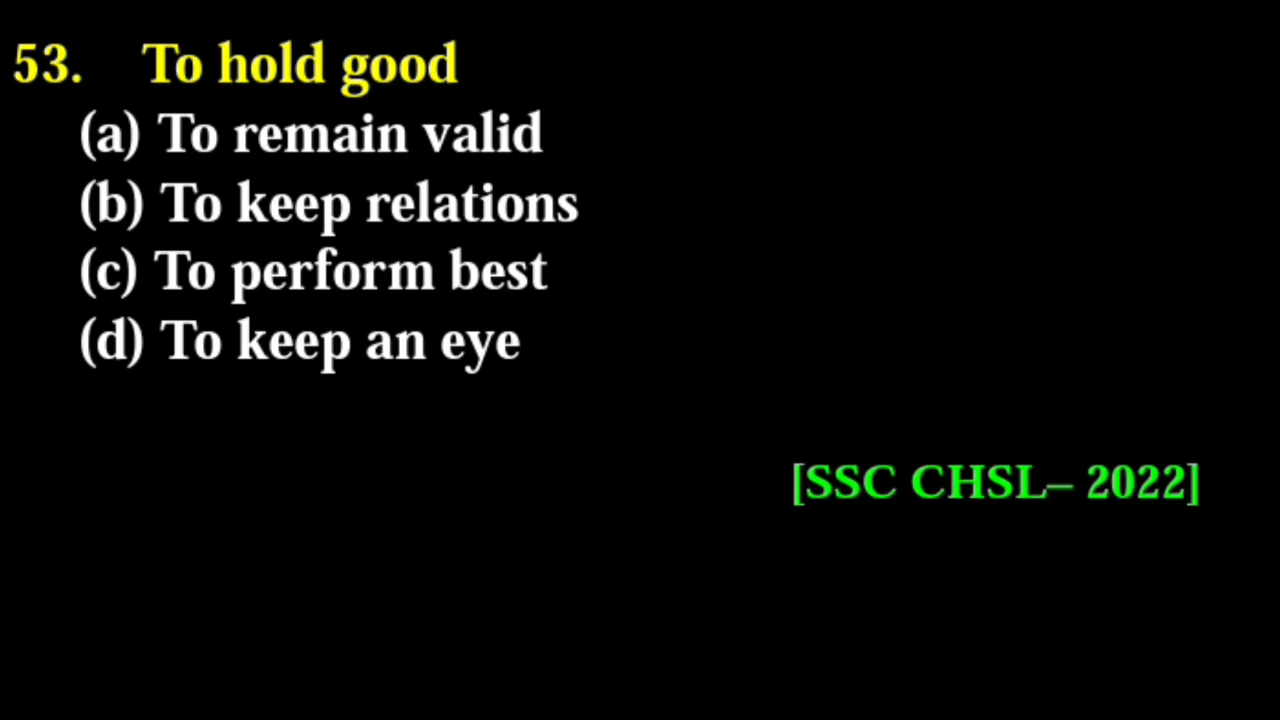 53. To hold good
(a) To remain valid
(b) To keep relations
(c) To perform best
(d) To keep an eye
[SSC CHSL– 2022]